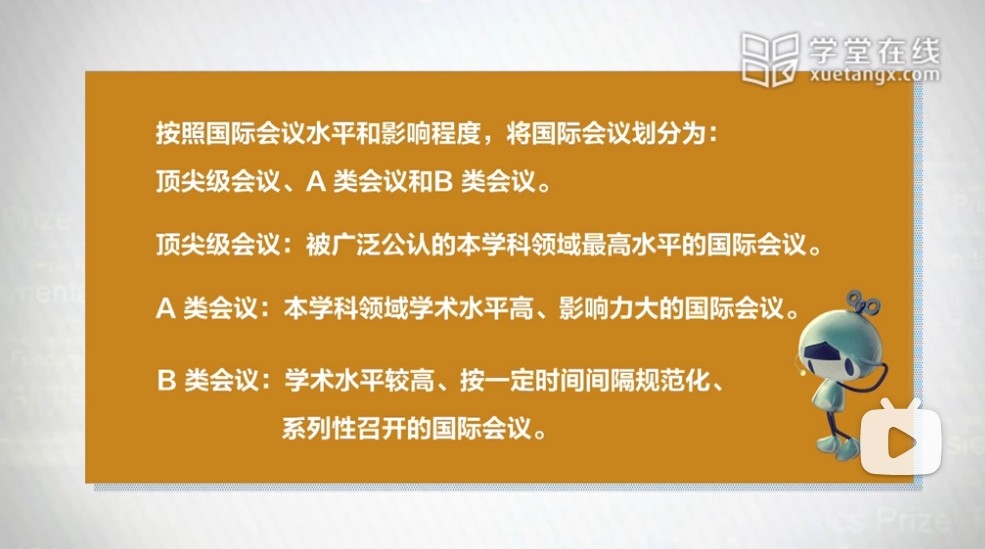 学堂在线
xuetangx.com
按照国际会议水平和影响程度，将国际会议划分为：
顶尖级会议、A 类会议和B 类会议。
顶尖级会议：被广泛公认的本学科领域最高水平的国际会议。
A 类会议：本学科领域学术水平高、影响力大的国际会议。
B 类会议：学术水平较高、按一定时间间隔规范化、
系列性召开的国际会议。
Prize